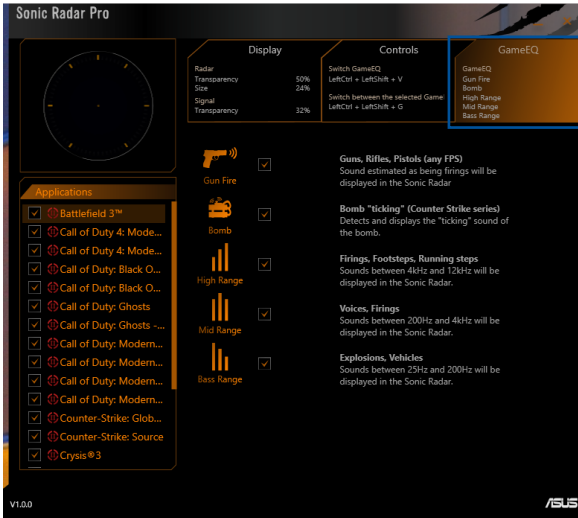 Sonic Radar Pro
Display
Radar
Transparency 50%
Size 24%
Signal
Transparency 32%
Controls
Switch GameEQ
LeftCtrl + LeftShift + V
Switch between the selected Game
LeftCtrl + LeftShift + G
GameEQ
GameEQ
Gun Fire
Bomb
High Range
Mid Range
Bass Range
Applications
Battlefield 3™
Call of Duty 4: Mode...
Call of Duty 4: Mode...
Call of Duty: Black O...
Call of Duty: Black O...
Call of Duty: Ghosts
Call of Duty: Ghosts -...
Call of Duty: Modern...
Call of Duty: Modern...
Call of Duty: Modern...
Call of Duty: Modern...
Counter-Strike: Glob...
Counter-Strike: Source
Crysis®3
Gun Fire
Guns, Rifles, Pistols (any FPS)
Sound estimated as being firings will be
displayed in the Sonic Radar
Bomb
Bomb "ticking" (Counter Strike series)
Detects and displays the "ticking" sound of
the bomb.
High Range
Firings, Footsteps, Running steps
Sounds between 4kHz and 12kHz will be
displayed in the Sonic Radar.
Mid Range
Voices, Firings
Sounds between 200Hz and 4kHz will be
displayed in the Sonic Radar.
Bass Range
Explosions, Vehicles
Sounds between 25Hz and 200Hz will be
displayed in the Sonic Radar.
V1.0.0
ASUS